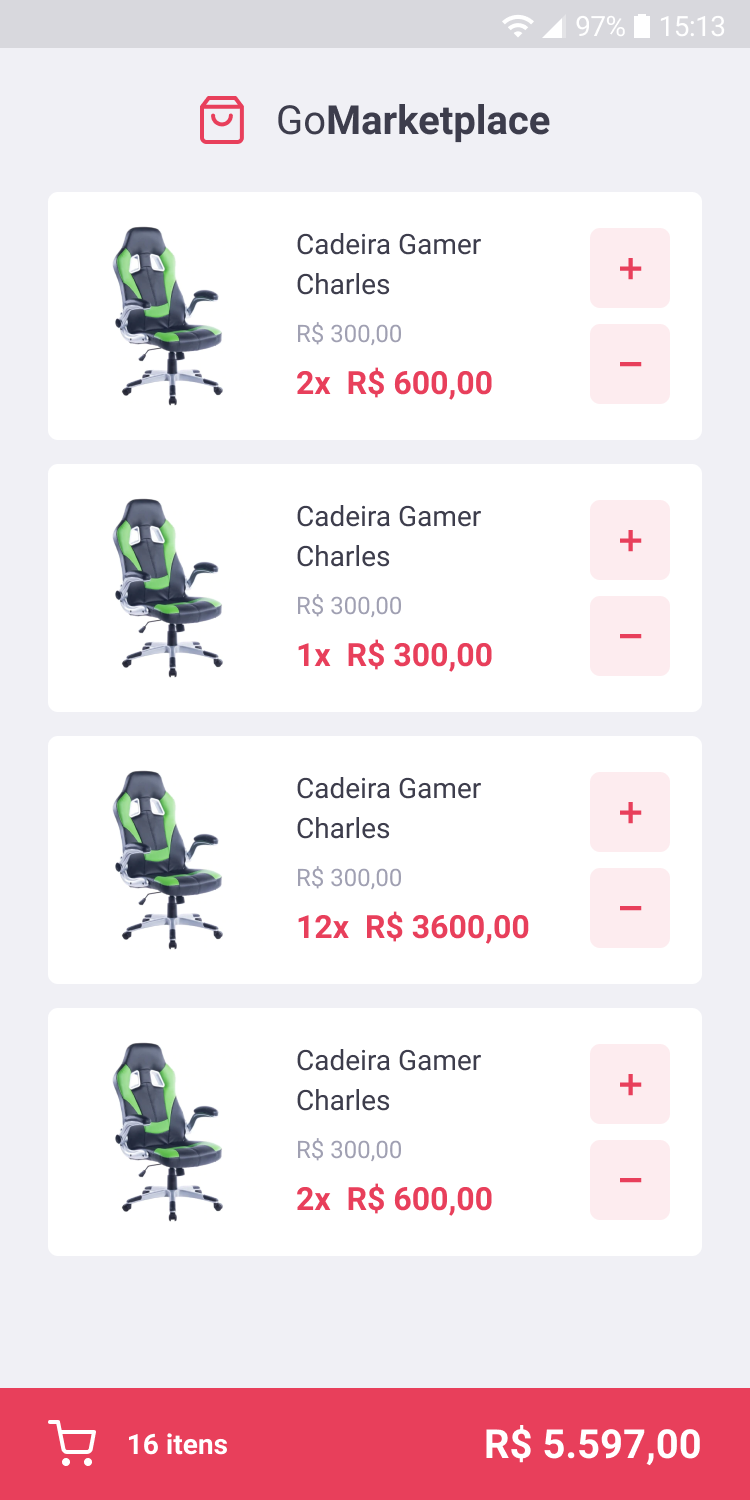 97% 15:13
GoMarketplace
Cadeira Gamer
Charles
R$ 300,00
2x R$ 600,00
+
−
Cadeira Gamer
Charles
R$ 300,00
1x R$ 300,00
+
−
Cadeira Gamer
Charles
R$ 300,00
12x R$ 3600,00
+
−
Cadeira Gamer
Charles
R$ 300,00
2x R$ 600,00
+
−
16 itens R$ 5.597,00